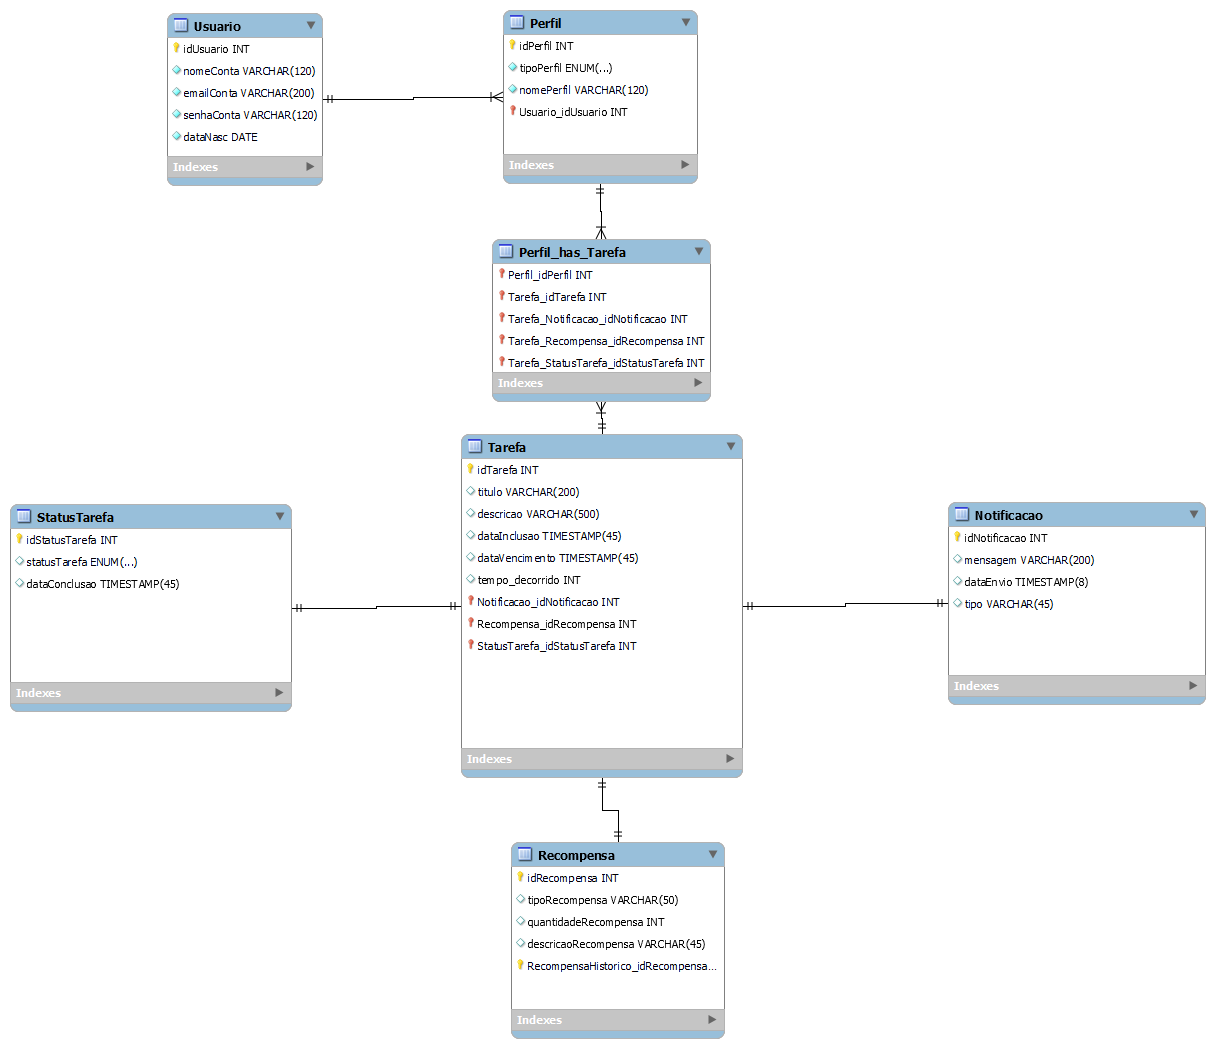 Usuario
idUsuario INT
nomeConta VARCHAR(120)
emailConta VARCHAR(200)
senhaConta VARCHAR(120)
dataNasc DATE
Indexes
Perfil
idPerfil INT
tipoPerfil ENUM(...)
nomePerfil VARCHAR(120)
Usuario_idUsuario INT
Indexes
Perfil_has_Tarefa
Perfil_idPerfil INT
Tarefa_idTarefa INT
Tarefa_Notificacao_idNotificacao INT
Tarefa_Recompensa_idRecompensa INT
Tarefa_StatusTarefa_idStatusTarefa INT
Indexes
Tarefa
idTarefa INT
titulo VARCHAR(200)
descricao VARCHAR(500)
dataInclusao TIMESTAMP(45)
dataVencimento TIMESTAMP(45)
tempo_decorrido INT
Notificacao_idNotificacao INT
Recompensa_idRecompensa INT
StatusTarefa_idStatusTarefa INT
Indexes
StatusTarefa
idStatusTarefa INT
statusTarefa ENUM(...)
dataConclusao TIMESTAMP(45)
Indexes
Notificacao
idNotificacao INT
mensagem VARCHAR(200)
dataEnvio TIMESTAMP(8)
tipo VARCHAR(45)
Indexes
Recompensa
idRecompensa INT
tipoRecompensa VARCHAR(50)
quantidadeRecompensa INT
descricaoRecompensa VARCHAR(45)
RecompensaHistorico_idRecompensa...
Indexes